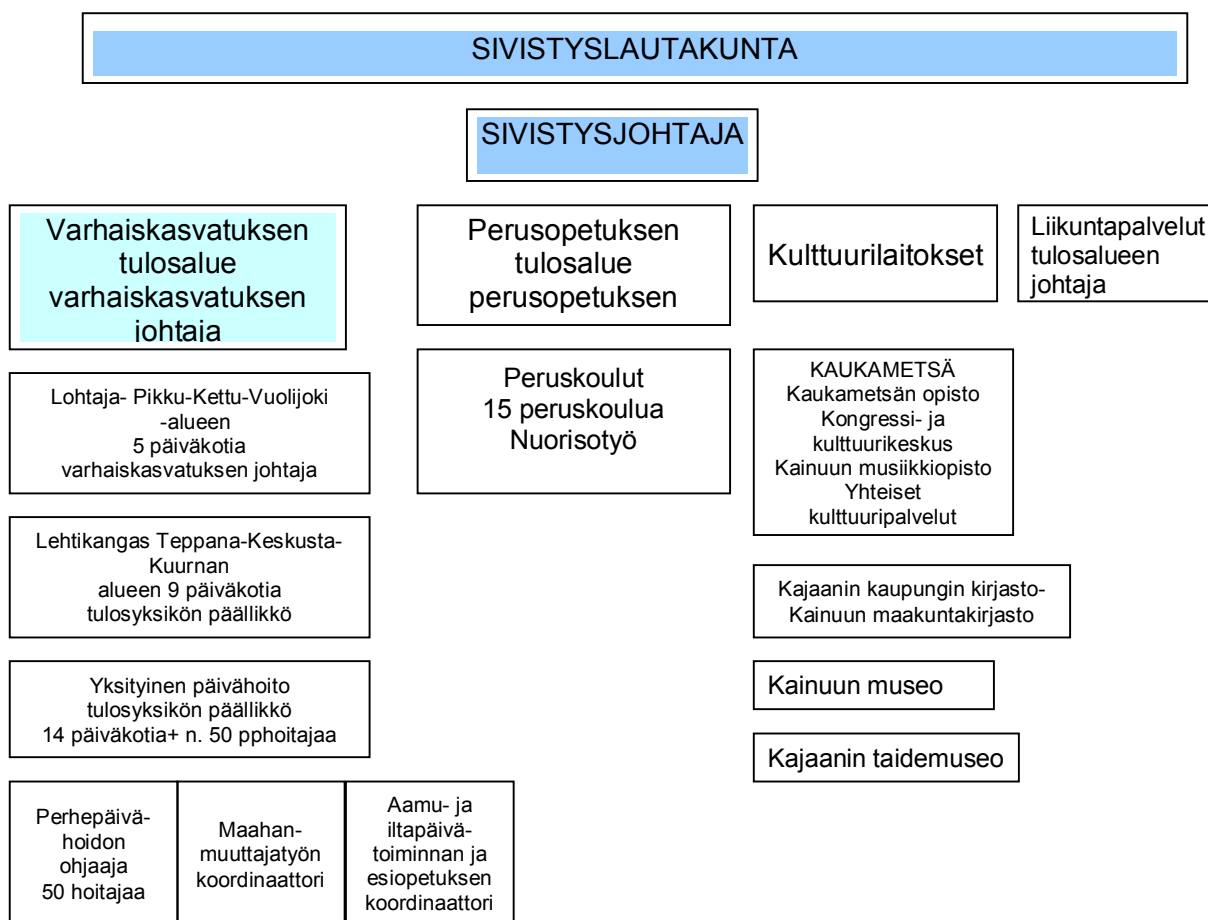 SIVISTYSLAUTAKUNTA
SIVISTYSJOHTAJA
Varhaiskasvatuksen
tulosalue
varhaiskasvatuksen
johtaja
Perusopetuksen
tulosalue
perusopetuksen
Kulttuurilaitokset
Liikuntapalvelut
tulosalueen
johtaja
Lohtaja- Pikku-Kettu-Vuolijoki
-alueen
5 päiväkotia
varhaiskasvatuksen johtaja
Peruskoulut
15 peruskoulua
Nuorisotyö
KAUKAMETSÄ
Kaukametsän opisto
Kongressi- ja
kulttuurikeskus
Kainuun musiikkiopisto
Yhteiset
kulttuuripalvelut
Lehtikangas Teppana-Keskusta-
Kuurnan
alueen 9 päiväkotia
tulosyksikön päällikkö
Kajaanin kaupungin kirjasto-
Kainuun maakuntakirjasto
Yksityinen päivähoito
tulosyksikön päällikkö
14 päiväkotia+ n. 50 pphoitajaa
Kainuun museo
Kajaanin taidemuseo
Perhepäivä-
hoidon
ohjaaja
50 hoitajaa
Maahan-
muuttajatyön
koordinaattori
Aamu- ja
iltapäivä-
toiminnan ja
esiopetuksen
koordinaattori